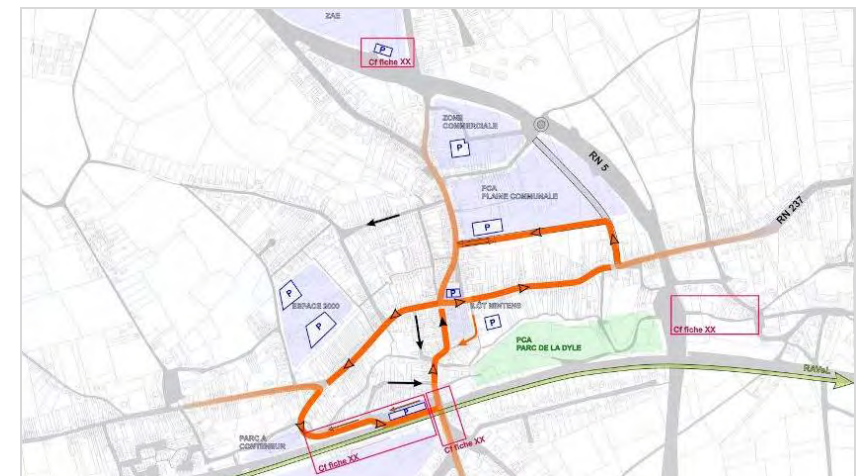 ZAE
P
Cf fiche XX
ZONE
COMMERCIALE
P
RN 5
PCA
PLAINE COMMUNALE
P
RN 237
P
ESPACE 2000
P
P
ILOT MINTENS
P
Cf fiche XX
PCA
PARC DE LA DYLE
RAVeL
P
PARC A
CONTENEUR
Cf fiche XX
Cf fiche XX